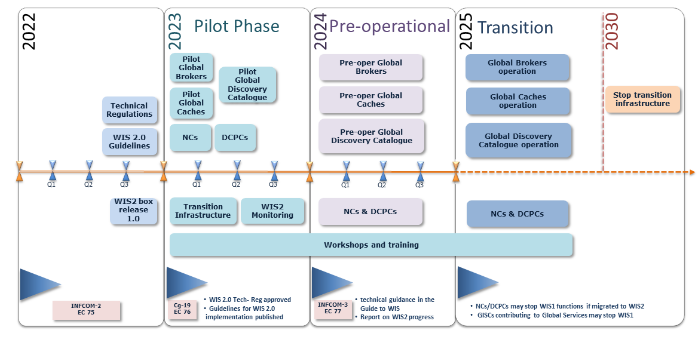 2022
2023
Pilot Phase
2024
Pre-operational
2025
Transition
2030
Pilot
Global
Brokers
Pilot
Global
Discovery
Catalogue
Pilot
Global
Caches
Pre-oper Global
Brokers
Pre-oper Global
Caches
Pre-oper Global
Discovery Catalogue
Global Brokers
operation
Global Caches
operation
Global Discovery
Catalogue operation
Stop transition
infrastructure
Technical
Regulations
WIS 2.0
Guidelines
NCs
DCPCs
Q1
Q2
Q3
Q1
Q2
Q3
Q1
Q2
Q3
WIS2 box
release
1.0
Transition
Infrastructure
WIS2
Monitoring
NCs & DCPCs
NCs & DCPCs
Workshops and training
INFCOM-2
EC 75
Cg-19
EC 76
• WIS 2.0 Tech- Reg approved
• Guidelines for WIS 2.0
implementation published
INFCOM-3
EC 77
• technical guidance in the
Guide to WIS
• Report on WIS2 progress
• NCs/DCPCs may stop WIS1 functions if migrated to WIS2
• GISCs contributing to Global Services may stop WIS1